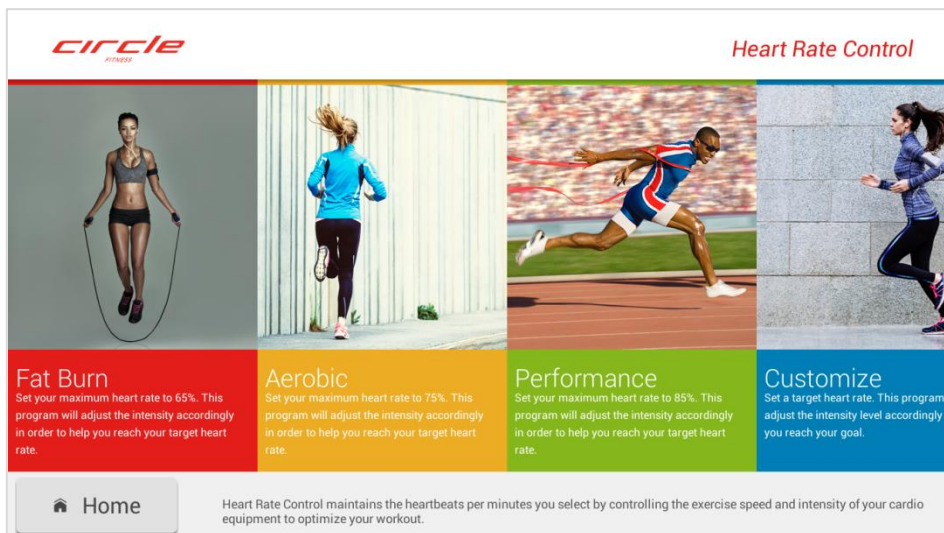 circle
FITNESS
Heart Rate Control
Fat Burn
Set your maximum heart rate to 65%. This
program will adjust the intensity accordingly
in order to help you reach your target heart
rate.
Aerobic
Set your maximum heart rate to 75%. This
program will adjust the intensity accordingly
in order to help you reach your target heart
rate.
Performance
Set your maximum heart rate to 85%. This
program will adjust the intensity accordingly
in order to help you reach your target heart
rate.
Customize
Set a target heart rate. This program
adjust the intensity level accordingly
you reach your goal.
Home
Heart Rate Control maintains the heartbeats per minutes you select by controlling the exercise speed and intensity of your cardio
equipment to optimize your workout.